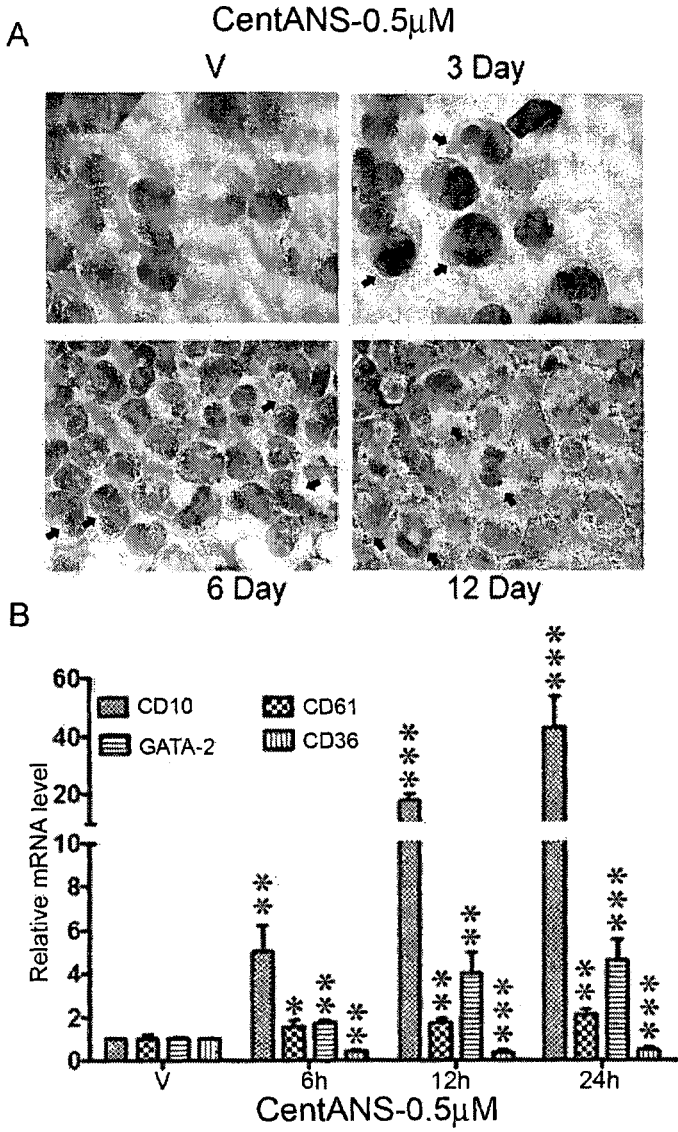 A
CentANS-0.5μM
V
3 Day
6 Day
12 Day
B
Relative mRNA level
60
40
20
10
8
6
4
2
0
CD10
CD61
GATA-2
CD36
**
*
**
**
***
**
**
***
***
**
***
***
V
6h
12h
24h
CentANS-0.5μM